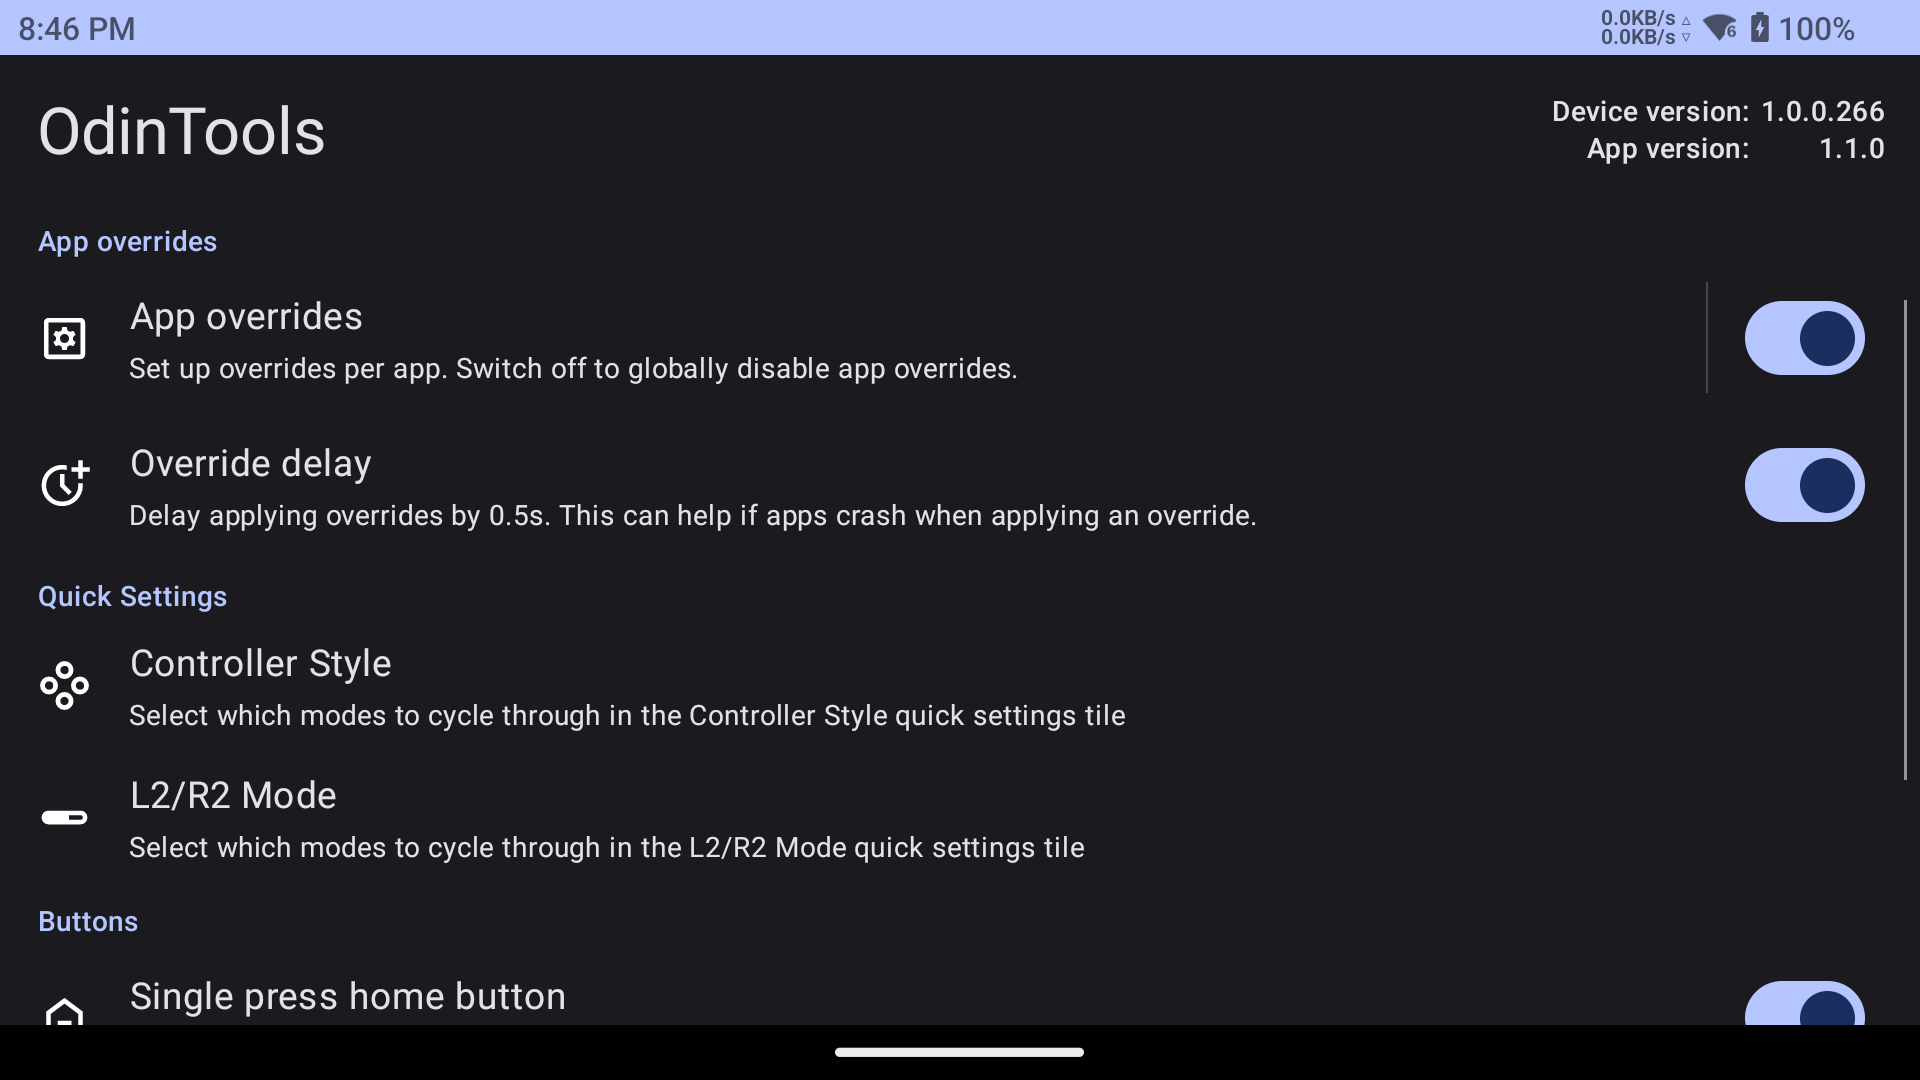 8:46 PM
0.0KB/s △
0.0KB/s ▽
6
100%
OdinTools
Device version: 1.0.0.266
App version: 1.1.0
App overrides
App overrides
Set up overrides per app. Switch off to globally disable app overrides.
Override delay
Delay applying overrides by 0.5s. This can help if apps crash when applying an override.
Quick Settings
Controller Style
Select which modes to cycle through in the Controller Style quick settings tile
L2/R2 Mode
Select which modes to cycle through in the L2/R2 Mode quick settings tile
Buttons
Single press home button